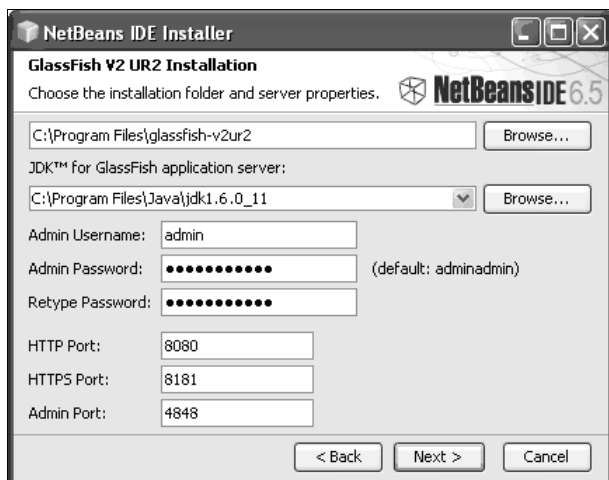 NetBeans IDE Installer
GlassFish V2 UR2 Installation
Choose the installation folder and server properties.
NetBeans IDE 6.5
C:\Program Files\glassfish-v2ur2
Browse...
JDK™ for GlassFish application server:
C:\Program Files\Java\jdk1.6.0_11
Browse...
Admin Username: admin
Admin Password: ●●●●●●●●●●● (default: adminadmin)
Retype Password: ●●●●●●●●●●●
HTTP Port: 8080
HTTPS Port: 8181
Admin Port: 4848
< Back Next > Cancel